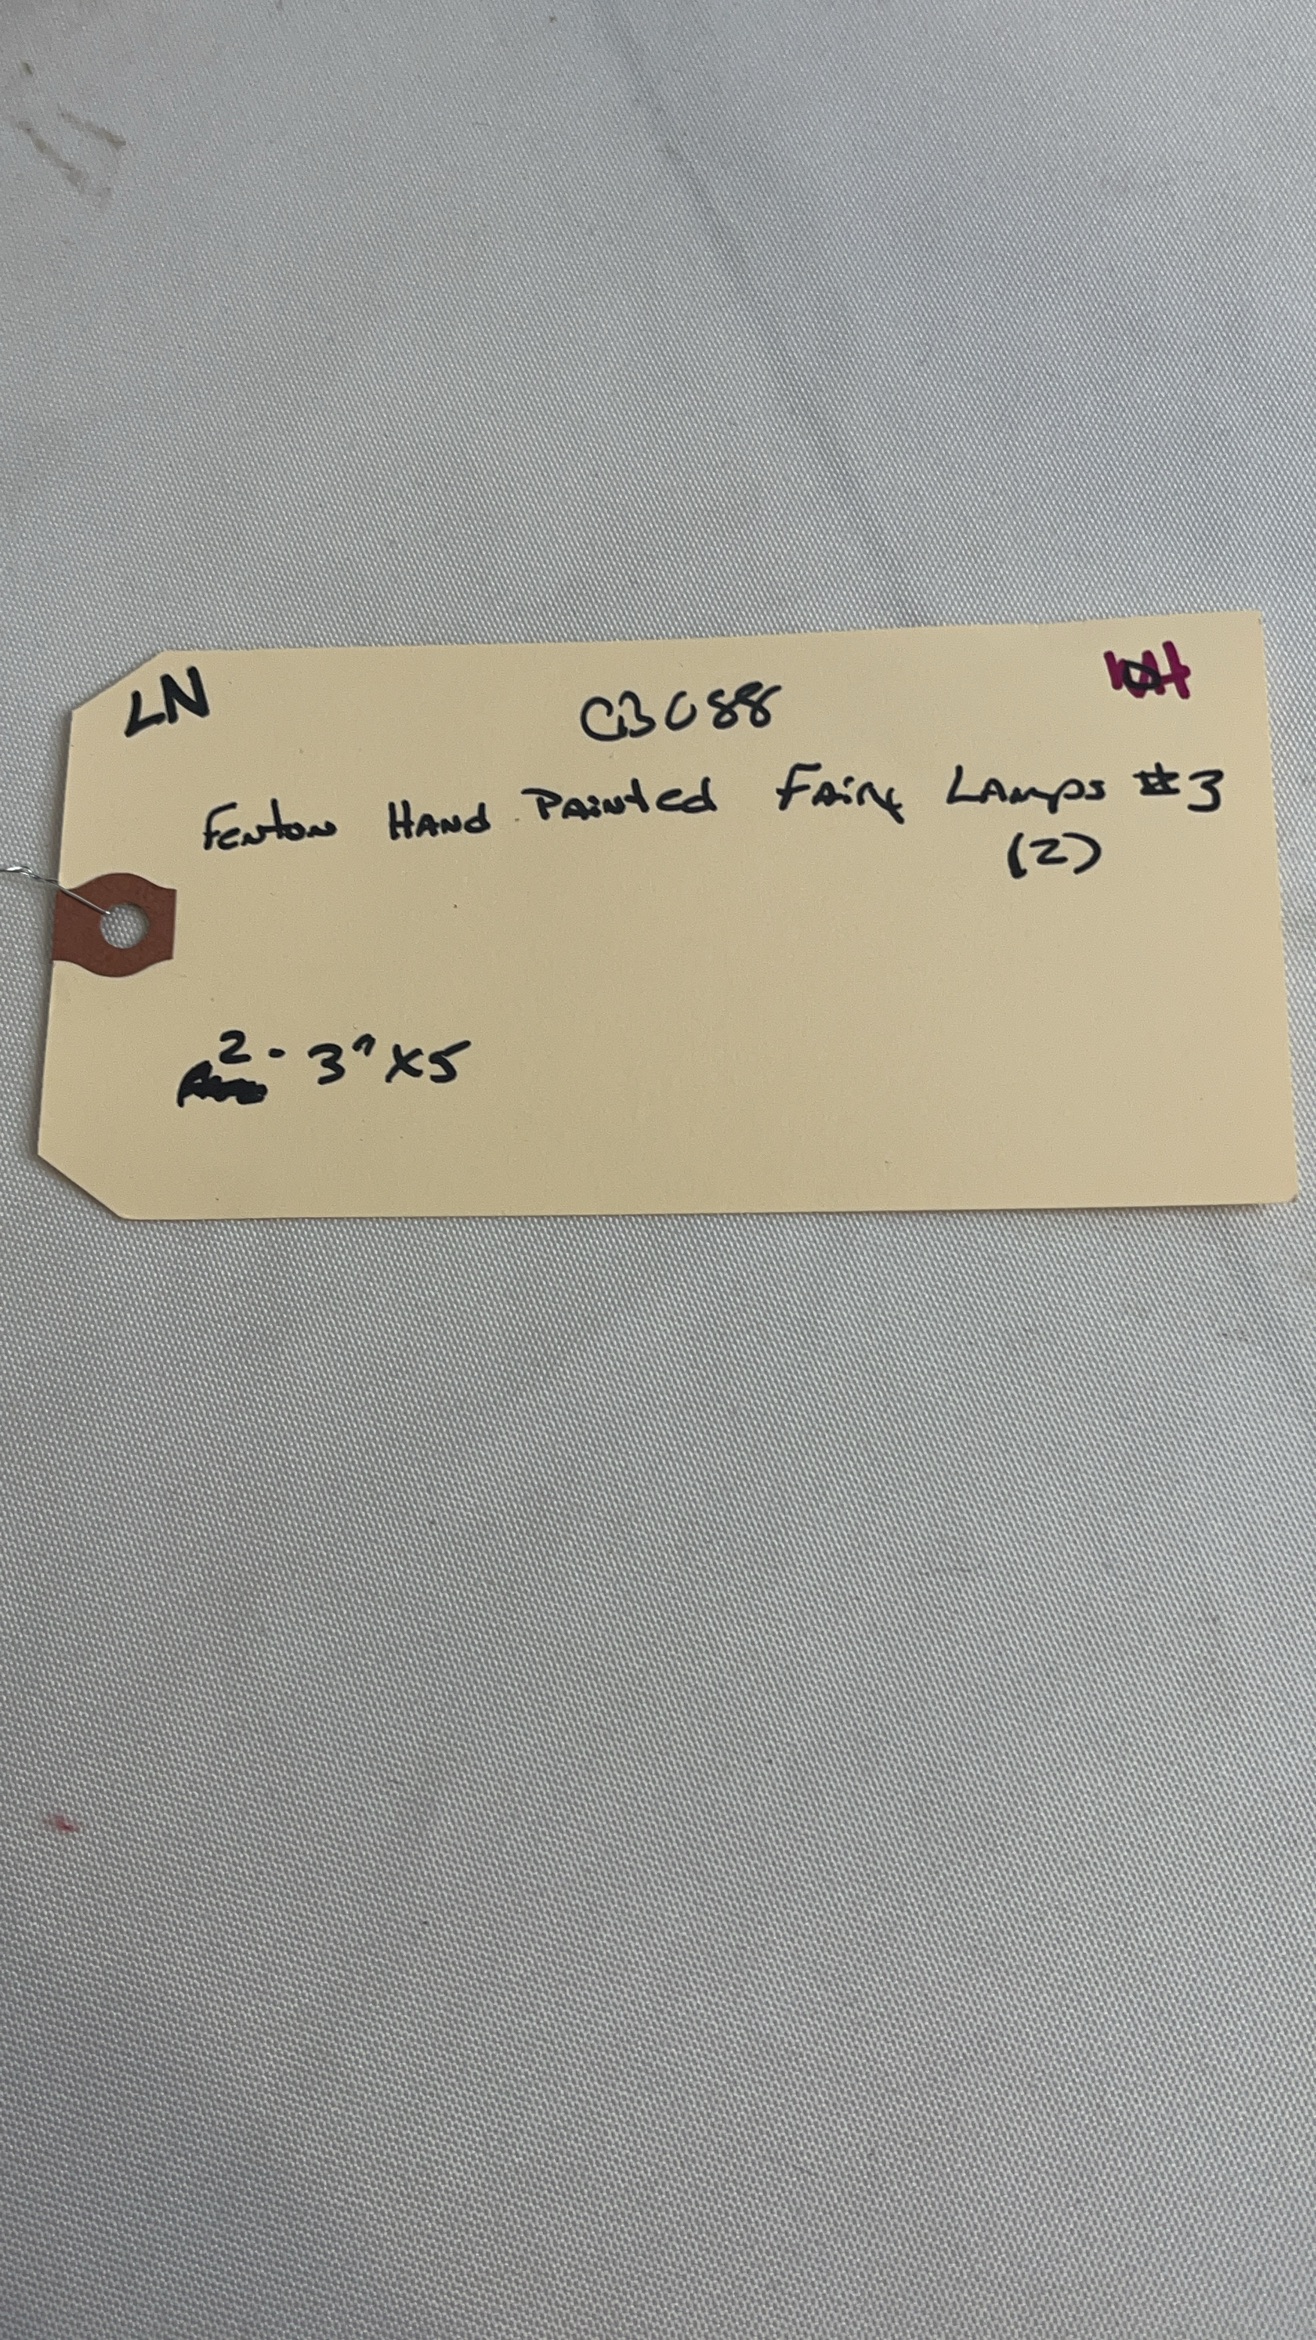 LN
CB088
Fenton HAND PAiNted FAiRy LAmps #3
(2)
2 - 3" x5